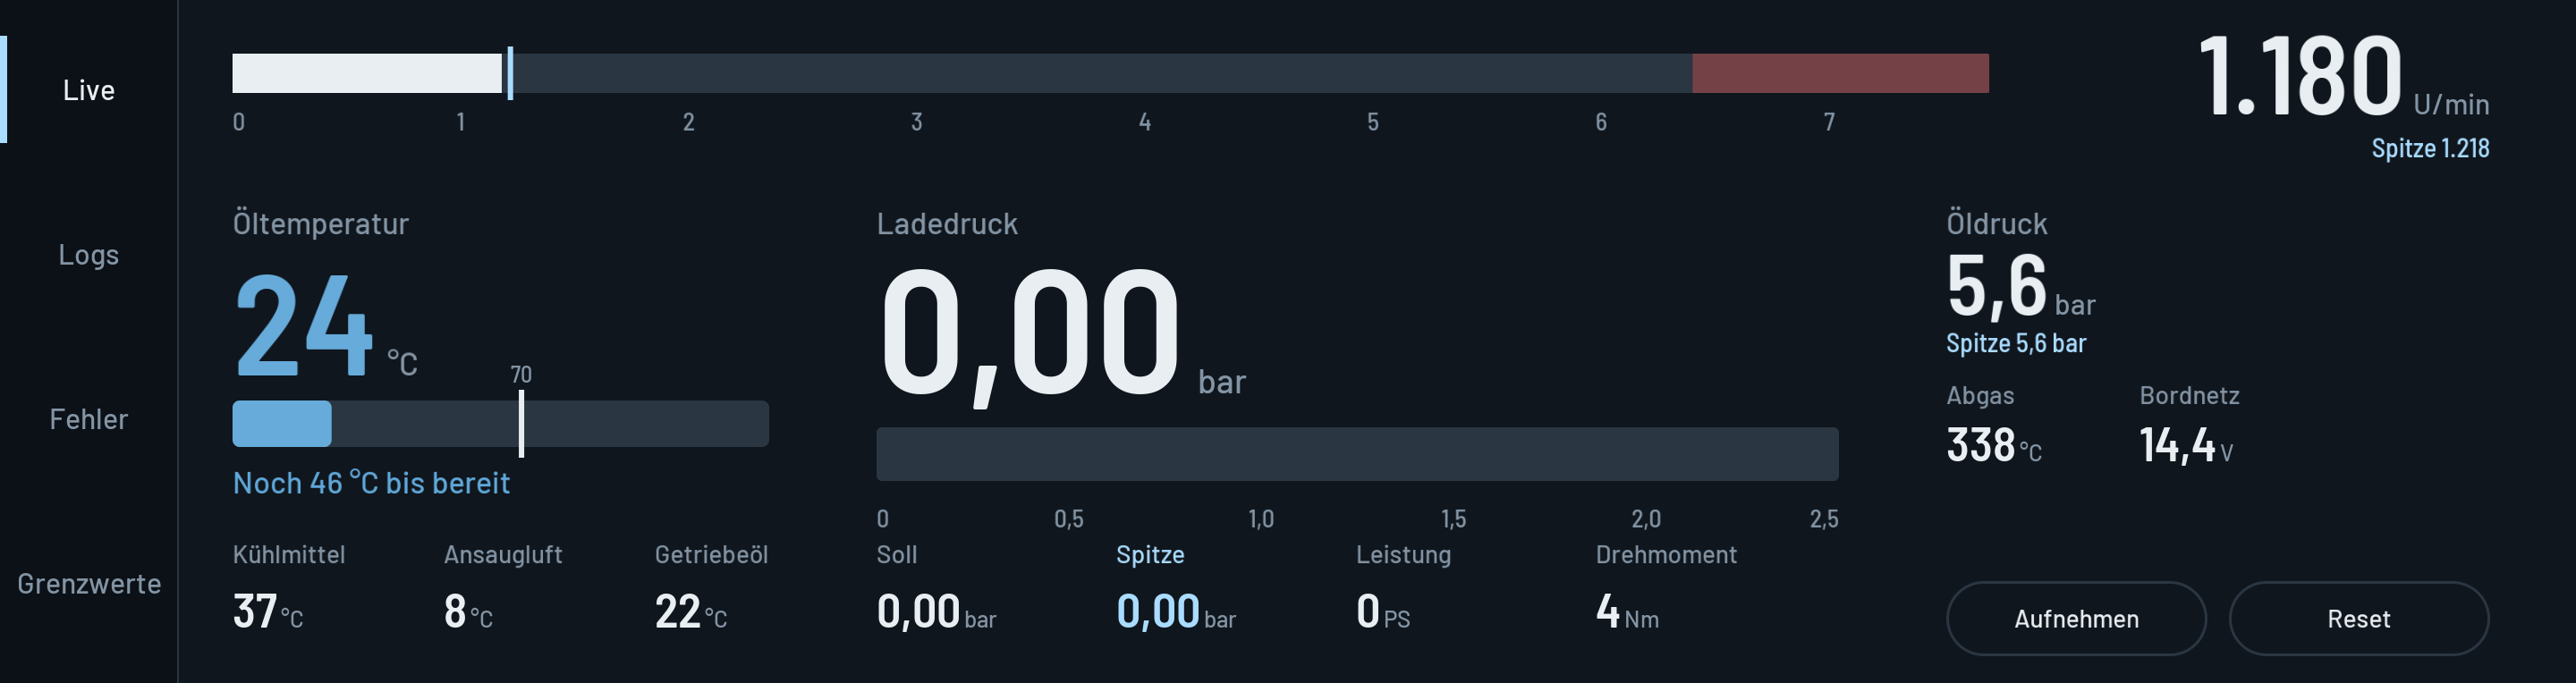 Live
Logs
Fehler
Grenzwerte
0 1 2 3 4 5 6 7
1.180 U/min
Spitze 1.218
Öltemperatur
24 °C
70
Noch 46 °C bis bereit
Kühlmittel Ansaugluft Getriebeöl
37 °C 8 °C 22 °C
Ladedruck
0,00 bar
0 0,5 1,0 1,5 2,0 2,5
Soll Spitze Leistung Drehmoment
0,00 bar 0,00 bar 0 PS 4 Nm
Öldruck
5,6 bar
Spitze 5,6 bar
Abgas Bordnetz
338 °C 14,4 V
Aufnehmen Reset